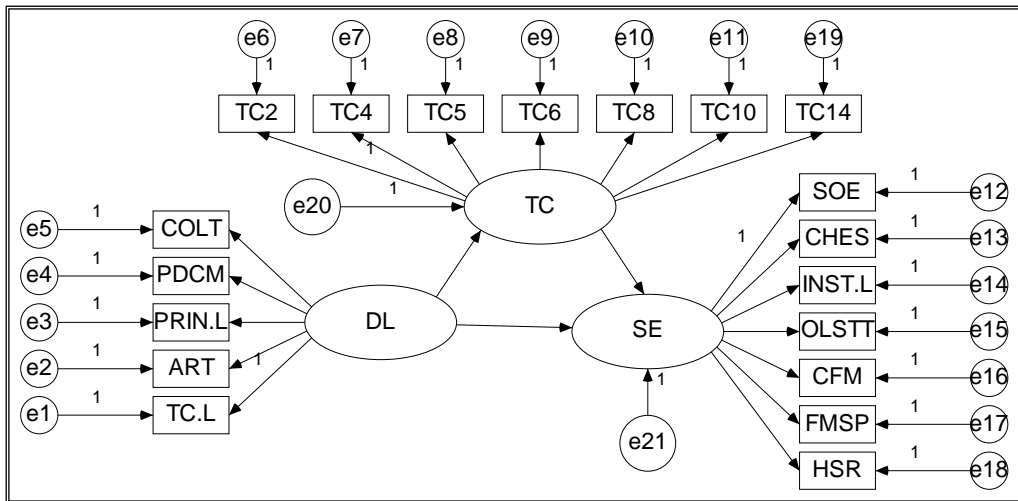 e6 e7 e8 e9 e10 e11 e19
1 1 1 1 1 1 1
TC2 TC4 TC5 TC6 TC8 TC10 TC14
1
e20 1 TC
SOE 1 e12
1
CHES 1 e13
INST.L 1 e14
OLSTT 1 e15
CFM 1 e16
FMSP 1 e17
HSR 1 e18
e5 1 COLT
e4 1 PDCM
e3 1 PRIN.L
e2 1 ART 1
e1 1 TC.L
DL
SE
1
e21